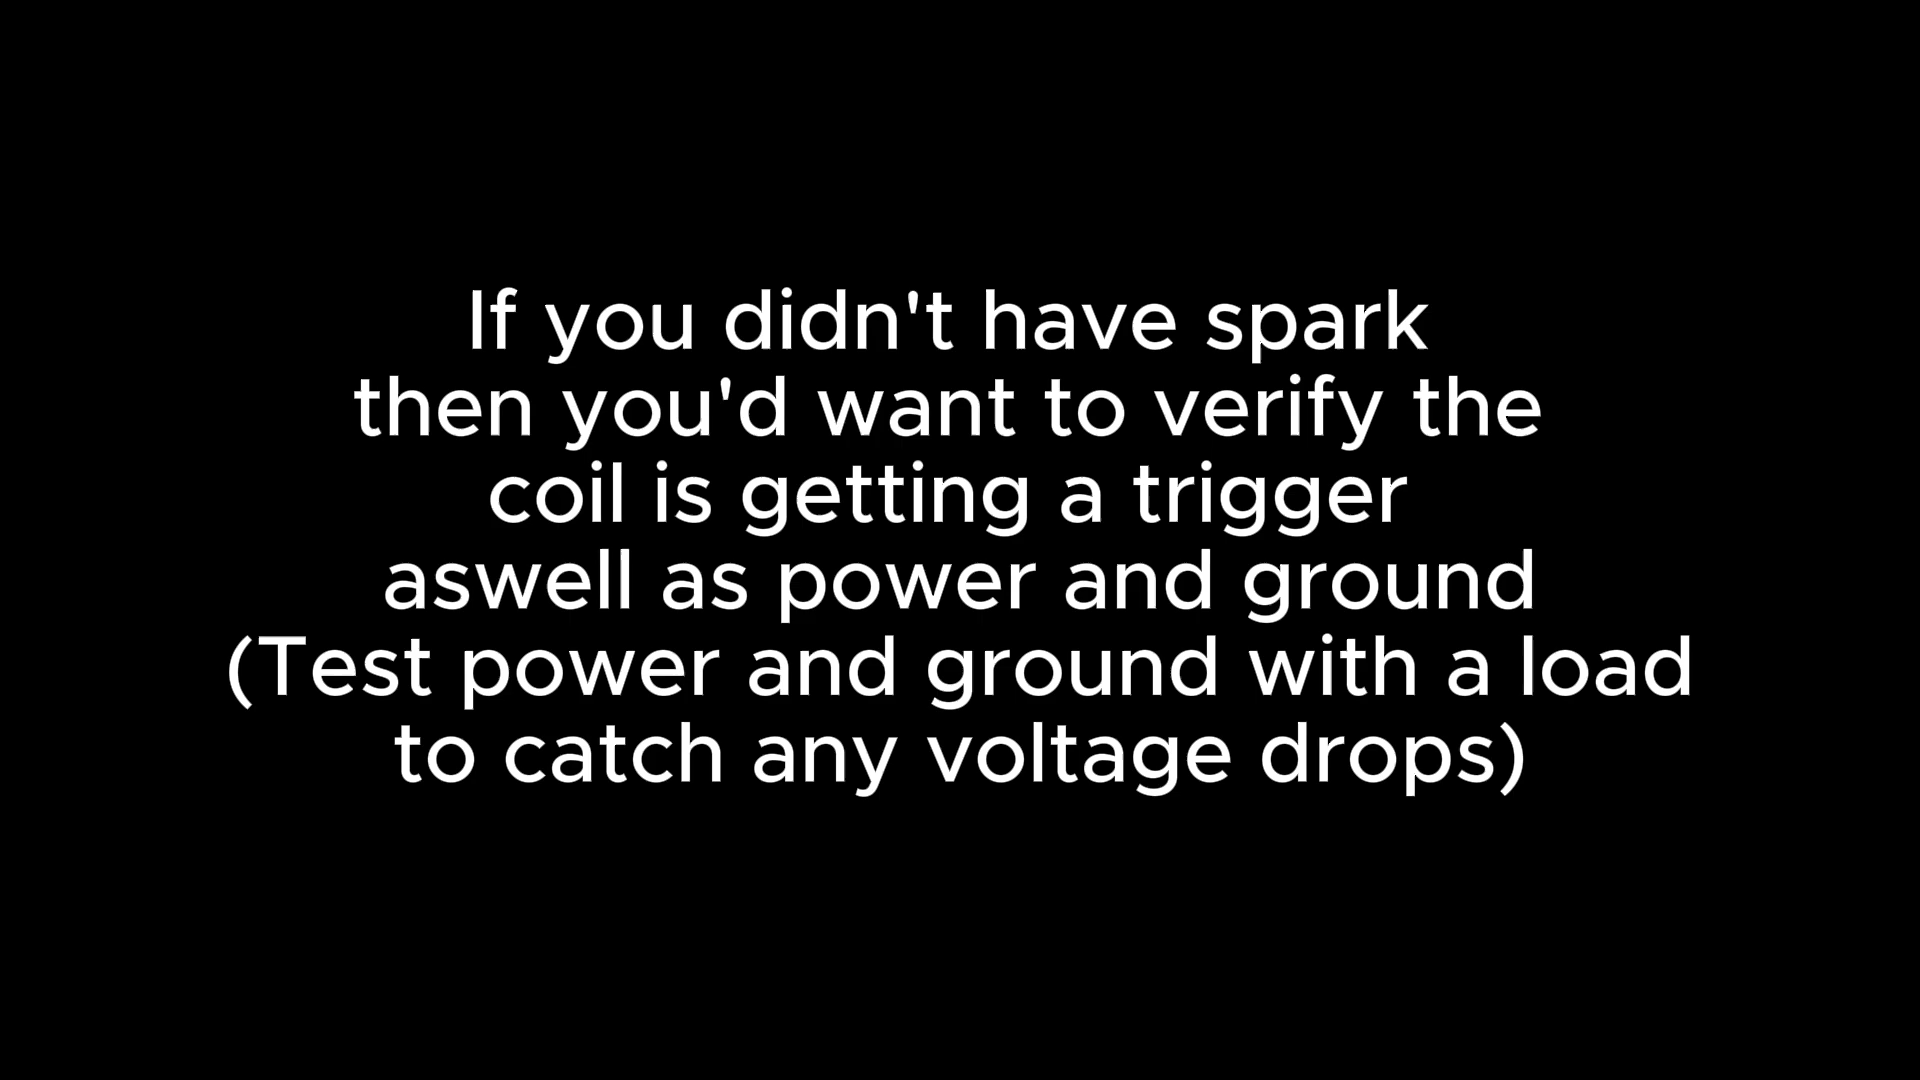 If you didn't have spark
then you'd want to verify the
coil is getting a trigger
aswell as power and ground
(Test power and ground with a load
to catch any voltage drops)